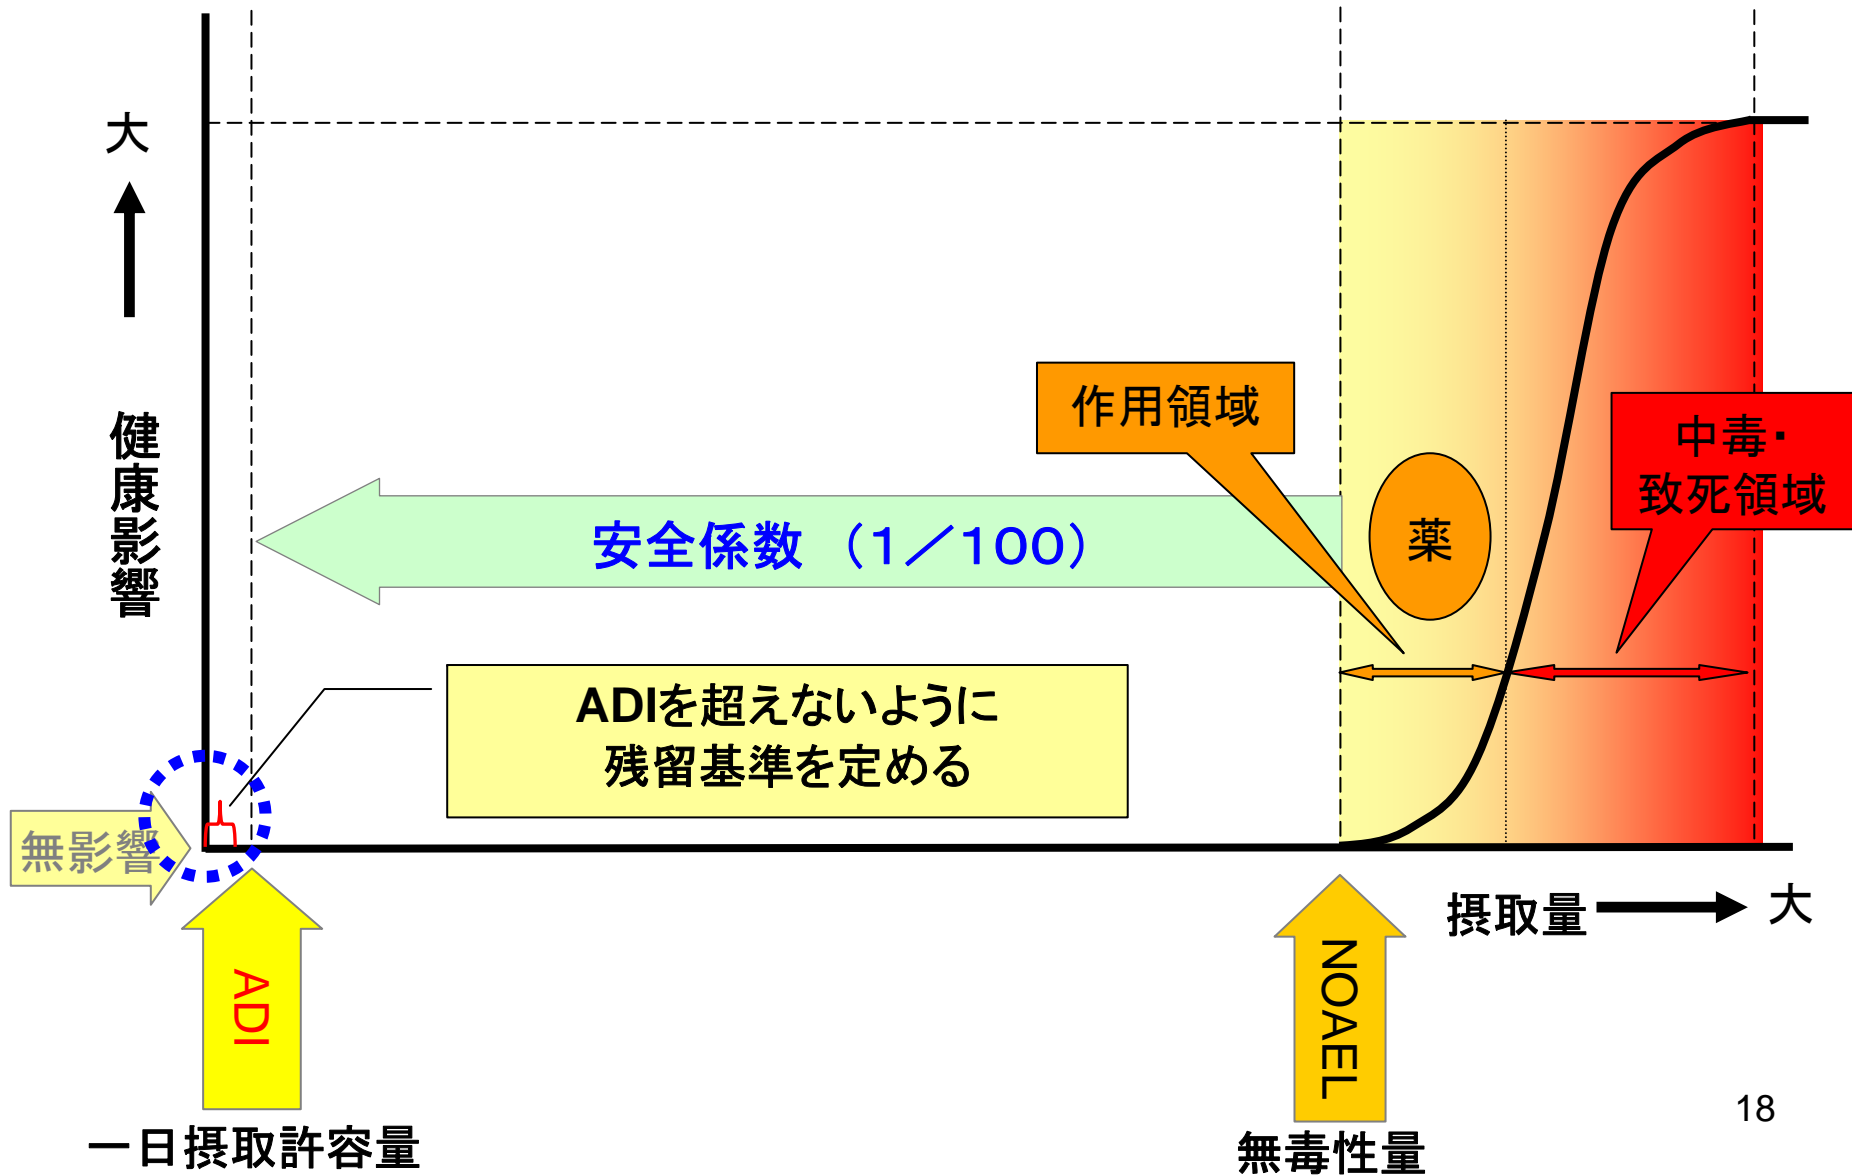 大
健康影響
作用領域
中毒・
致死領域
薬
安全係数 （１／１００）
ADIを超えないように
残留基準を定める
無影響
摂取量
大
ADI
NOAEL
一日摂取許容量
無毒性量
18